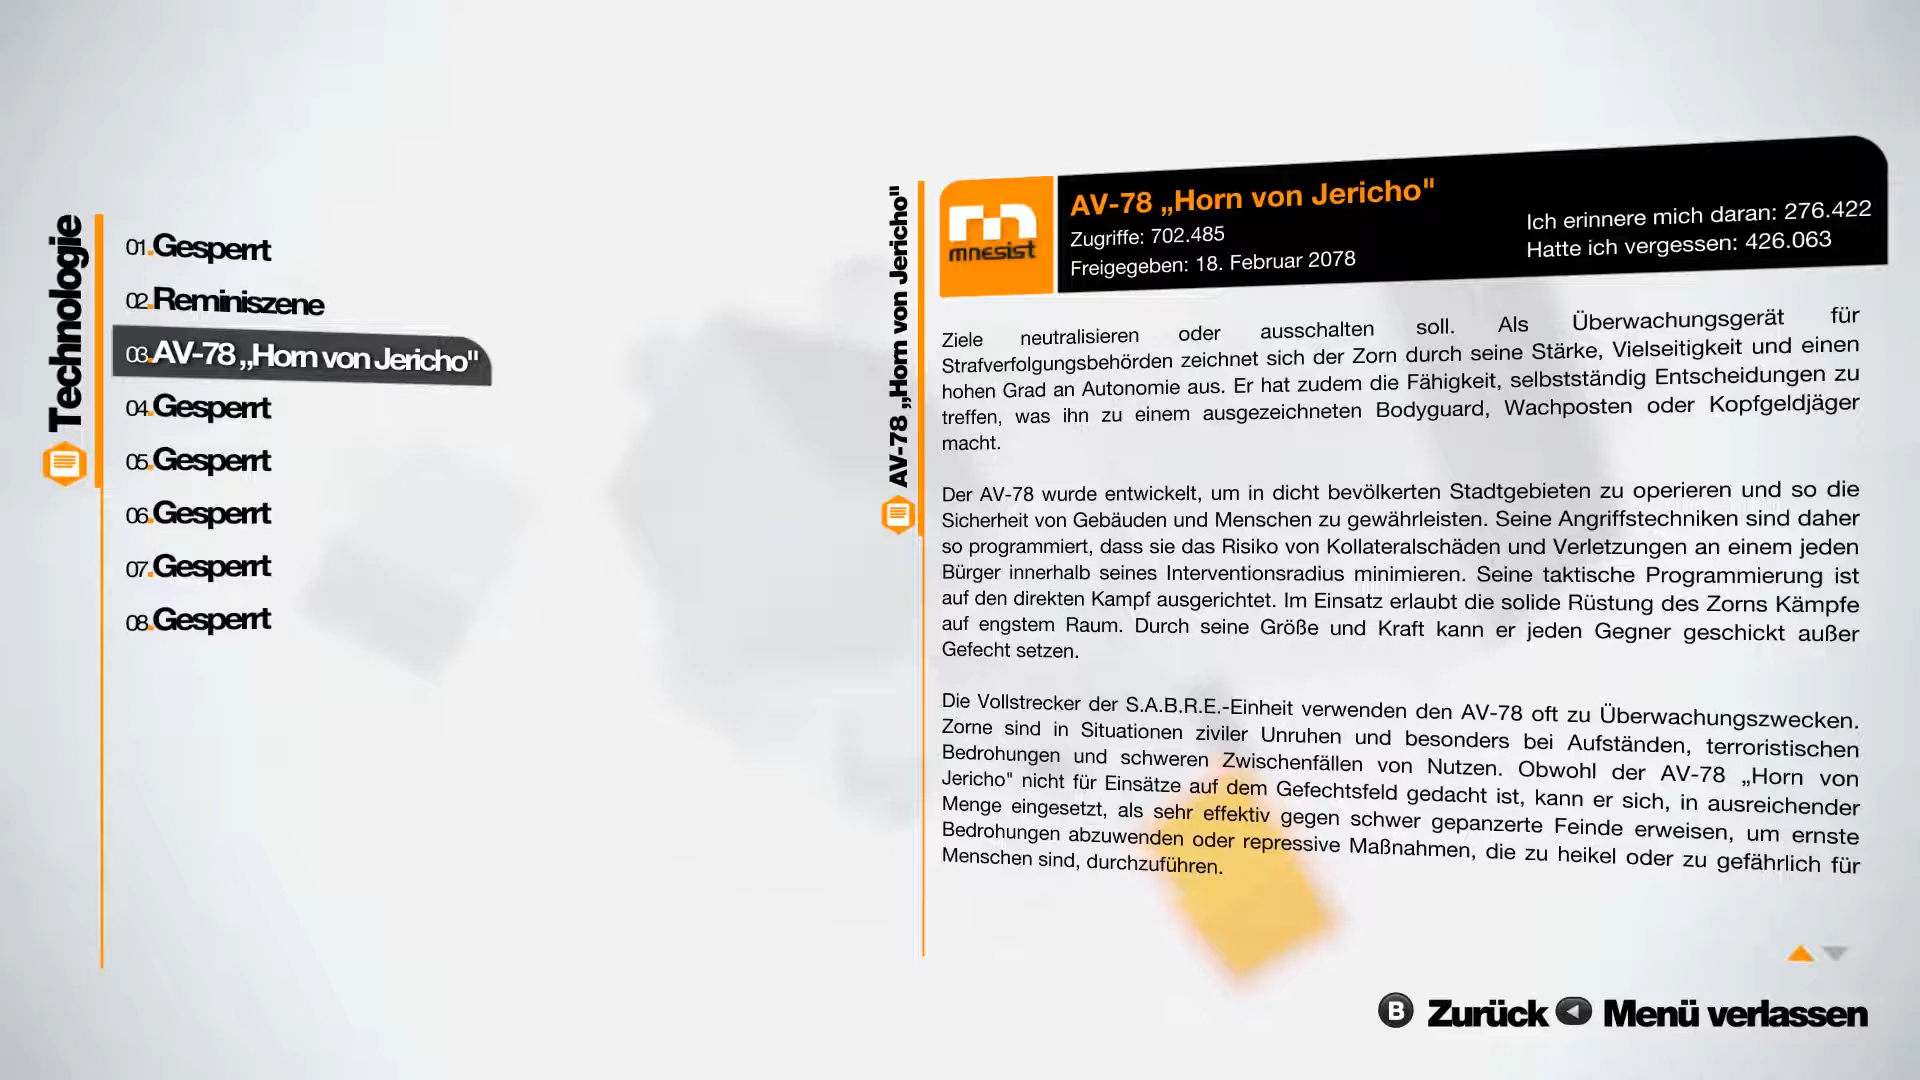 Technologie
01.Gesperrt
02.Reminiszene
03.AV-78 „Horn von Jericho"
04.Gesperrt
05.Gesperrt
06.Gesperrt
07.Gesperrt
08.Gesperrt
AV-78 „Horn von Jericho"
mnesist
AV-78 „Horn von Jericho"
Zugriffe: 702.485
Freigegeben: 18. Februar 2078
Ich erinnere mich daran: 276.422
Hatte ich vergessen: 426.063
Ziele neutralisieren oder ausschalten soll. Als Überwachungsgerät für
Strafverfolgungsbehörden zeichnet sich der Zorn durch seine Stärke, Vielseitigkeit und einen
hohen Grad an Autonomie aus. Er hat zudem die Fähigkeit, selbstständig Entscheidungen zu
treffen, was ihn zu einem ausgezeichneten Bodyguard, Wachposten oder Kopfgeldjäger
macht.
Der AV-78 wurde entwickelt, um in dicht bevölkerten Stadtgebieten zu operieren und so die
Sicherheit von Gebäuden und Menschen zu gewährleisten. Seine Angriffstechniken sind daher
so programmiert, dass sie das Risiko von Kollateralschäden und Verletzungen an einem jeden
Bürger innerhalb seines Interventionsradius minimieren. Seine taktische Programmierung ist
auf den direkten Kampf ausgerichtet. Im Einsatz erlaubt die solide Rüstung des Zorns Kämpfe
auf engstem Raum. Durch seine Größe und Kraft kann er jeden Gegner geschickt außer
Gefecht setzen.
Die Vollstrecker der S.A.B.R.E.-Einheit verwenden den AV-78 oft zu Überwachungszwecken.
Zorne sind in Situationen ziviler Unruhen und besonders bei Aufständen, terroristischen
Bedrohungen und schweren Zwischenfällen von Nutzen. Obwohl der AV-78 „Horn von
Jericho" nicht für Einsätze auf dem Gefechtsfeld gedacht ist, kann er sich, in ausreichender
Menge eingesetzt, als sehr effektiv gegen schwer gepanzerte Feinde erweisen, um ernste
Bedrohungen abzuwenden oder repressive Maßnahmen, die zu heikel oder zu gefährlich für
Menschen sind, durchzuführen.
B Zurück Menü verlassen